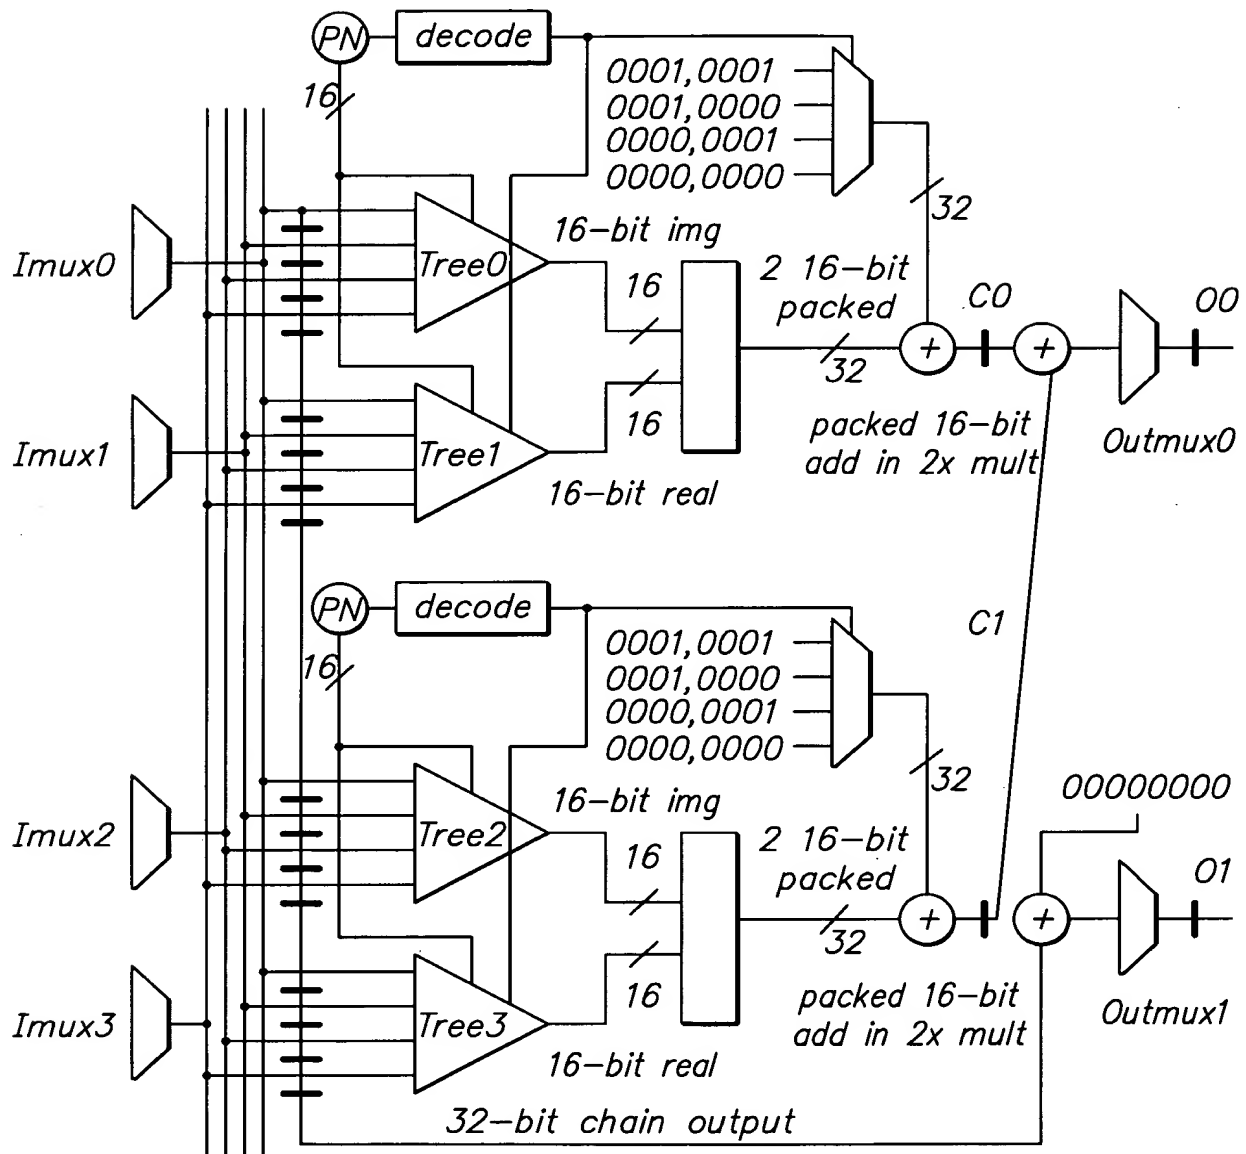 PN
decode
16
0001,0001
0001,0000
0000,0001
0000,0000
32
Imux0
Tree0
16-bit img
16
2 16-bit
packed
32
C0
O0
Imux1
Tree1
16
16-bit real
packed 16-bit
add in 2x mult
Outmux0
PN
decode
16
0001,0001
0001,0000
0000,0001
0000,0000
C1
32
00000000
Imux2
Tree2
16-bit img
16
2 16-bit
packed
32
O1
Imux3
Tree3
16
16-bit real
packed 16-bit
add in 2x mult
Outmux1
32-bit chain output